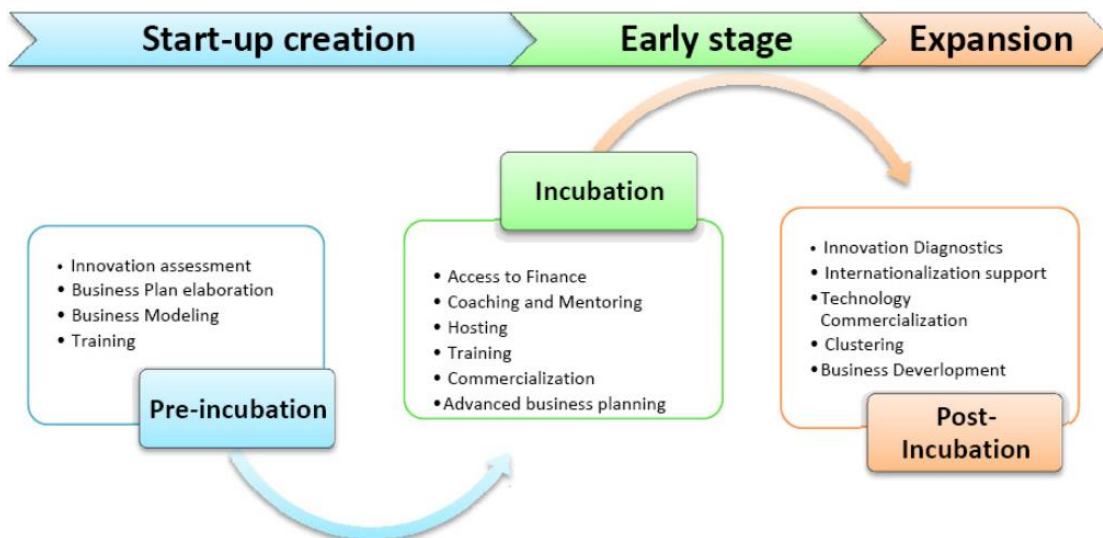 Start-up creation
Early stage
Expansion
Pre-incubation
• Innovation assessment
• Business Plan elaboration
• Business Modeling
• Training
Incubation
• Access to Finance
• Coaching and Mentoring
• Hosting
• Training
• Commercialization
• Advanced business planning
• Innovation Diagnostics
• Internationalization support
• Technology
Commercialization
• Clustering
• Business Deverlopment
Post-
Incubation